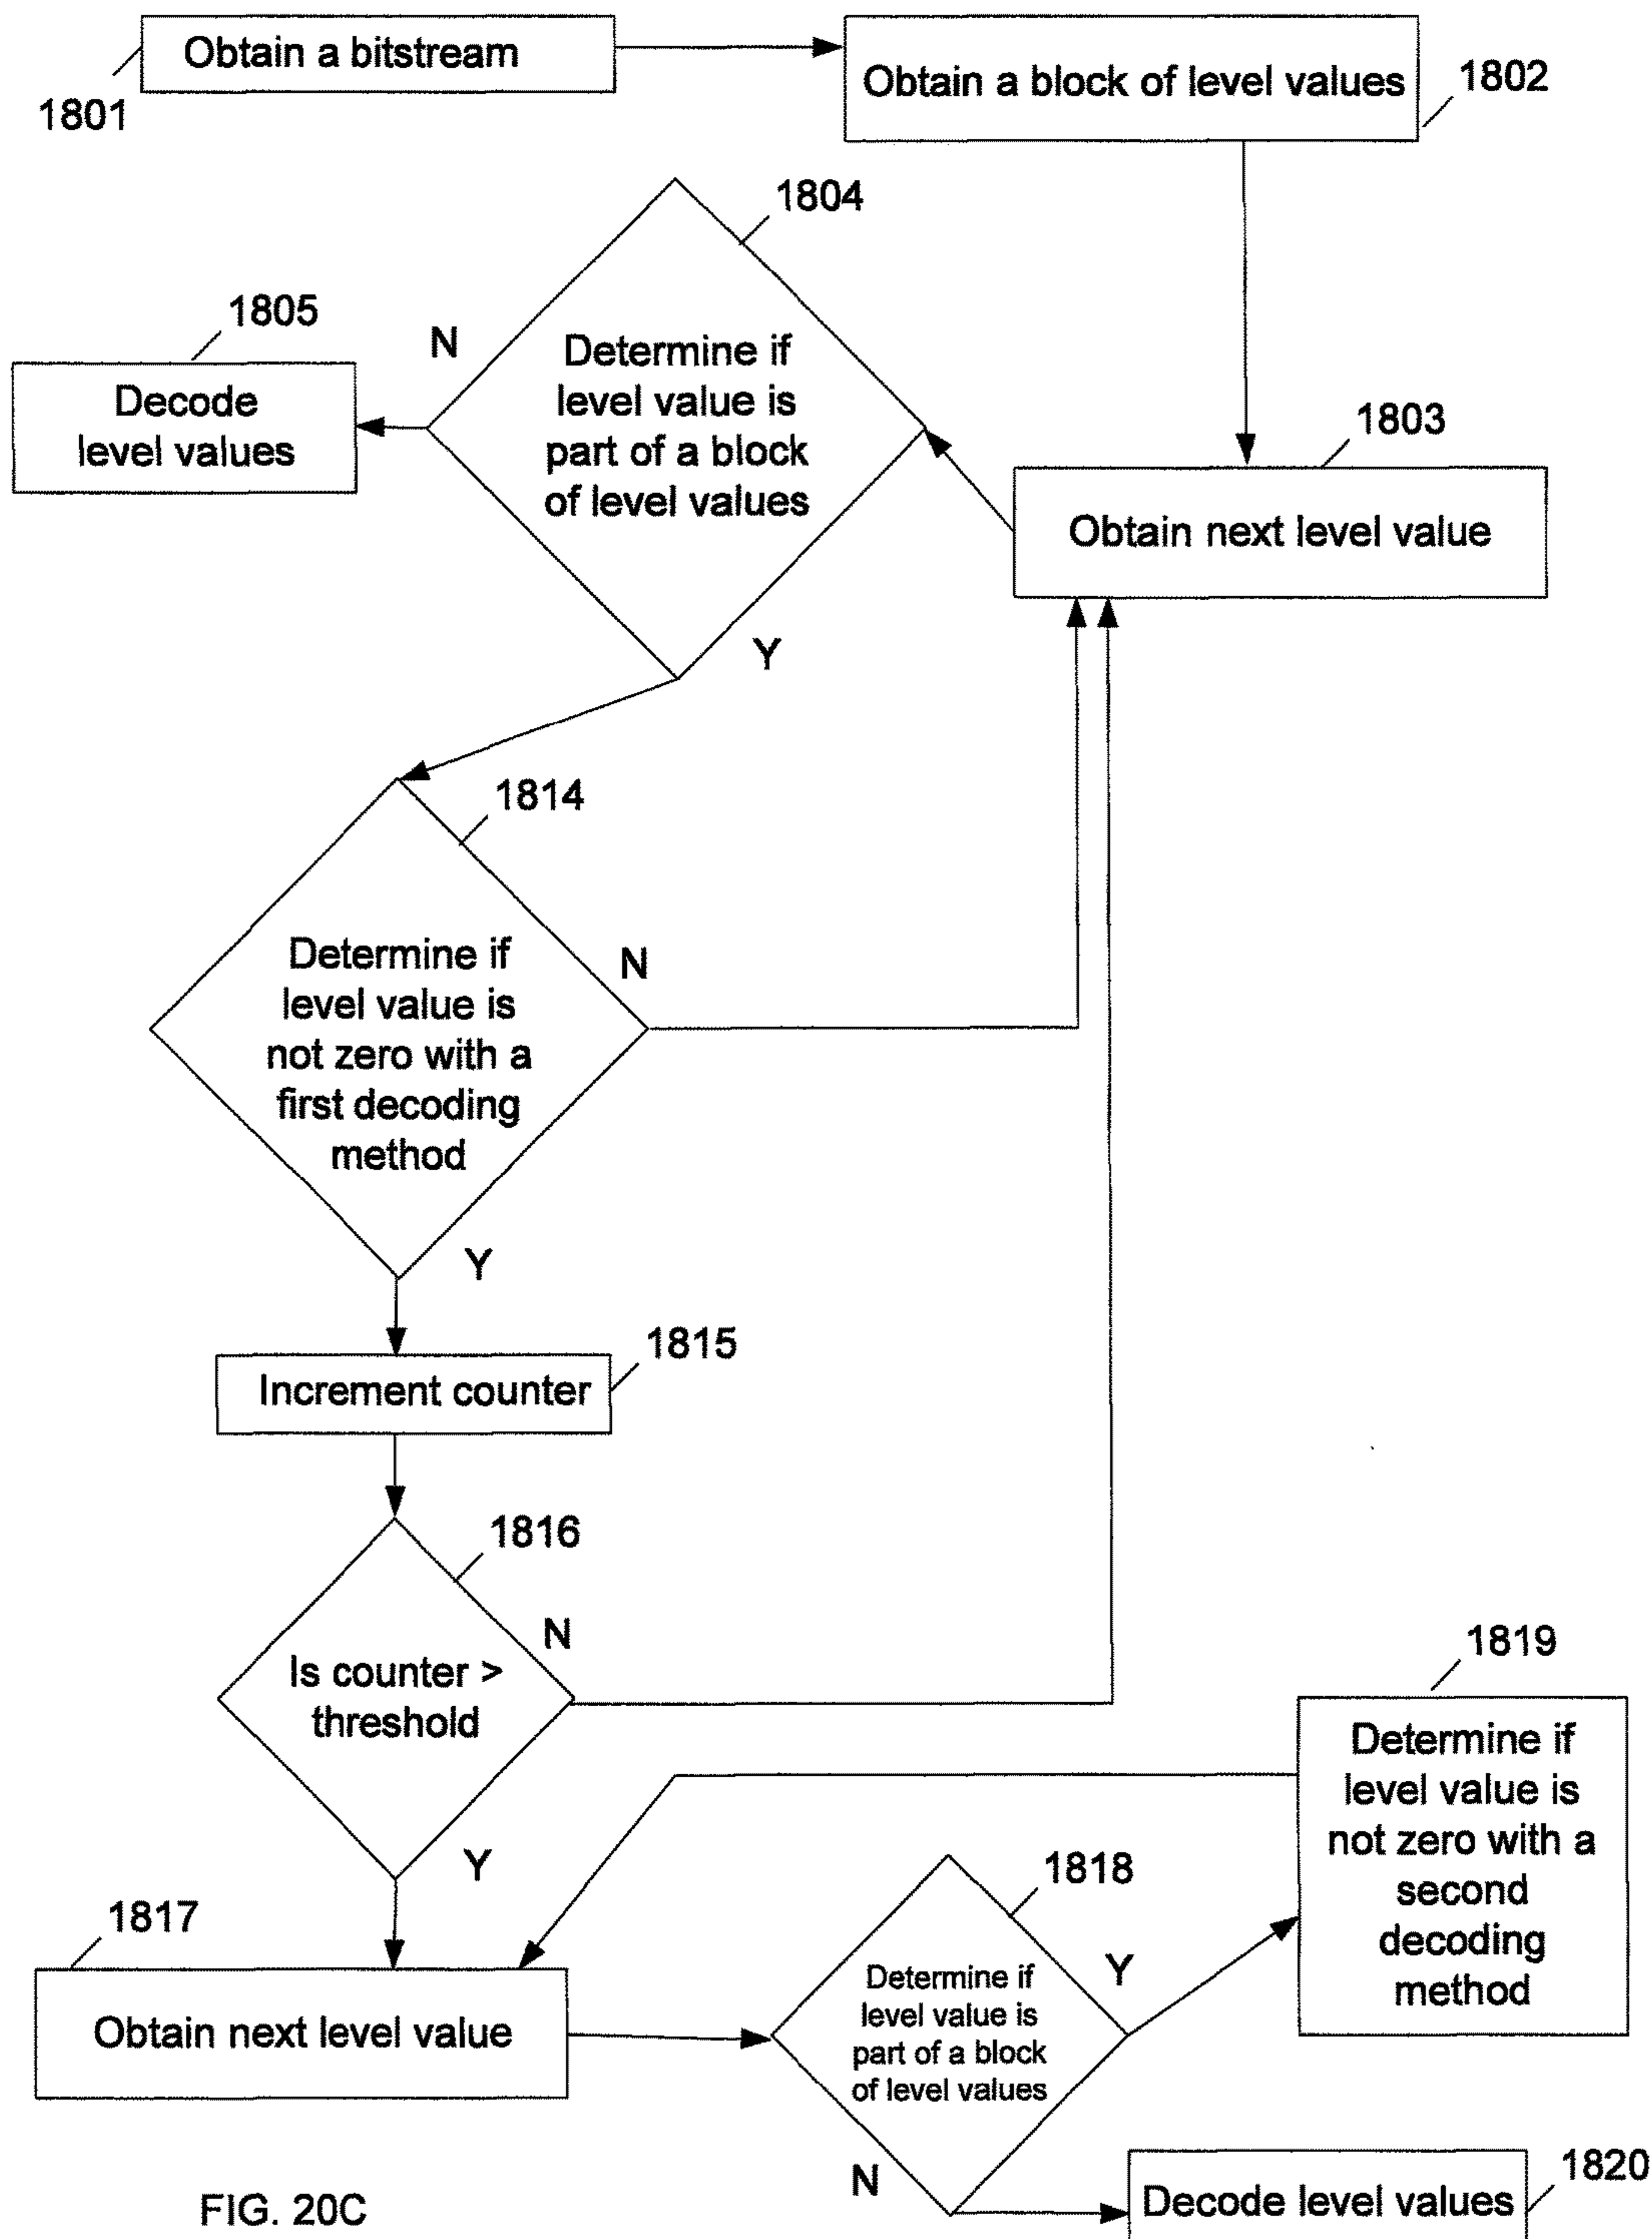 Obtain a bitstream
1801
Obtain a block of level values
1802
1804
Determine if
level value is
part of a block
of level values
N
Y
1805
Decode
level values
1803
Obtain next level value
1814
Determine if
level value is
not zero with a
first decoding
method
N
Y
1815
Increment counter
1816
Is counter >
threshold
N
Y
1817
Obtain next level value
1818
Determine if
level value is
part of a block
of level values
Y
N
1819
Determine if
level value is
not zero with a
second
decoding
method
1820
Decode level values
FIG. 20C